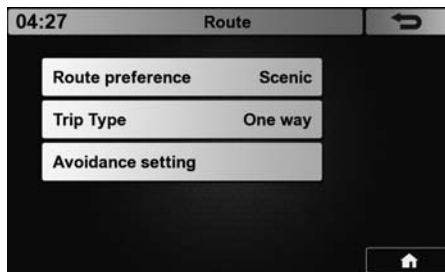 04:27 Route
Route preference Scenic
Trip Type One way
Avoidance setting